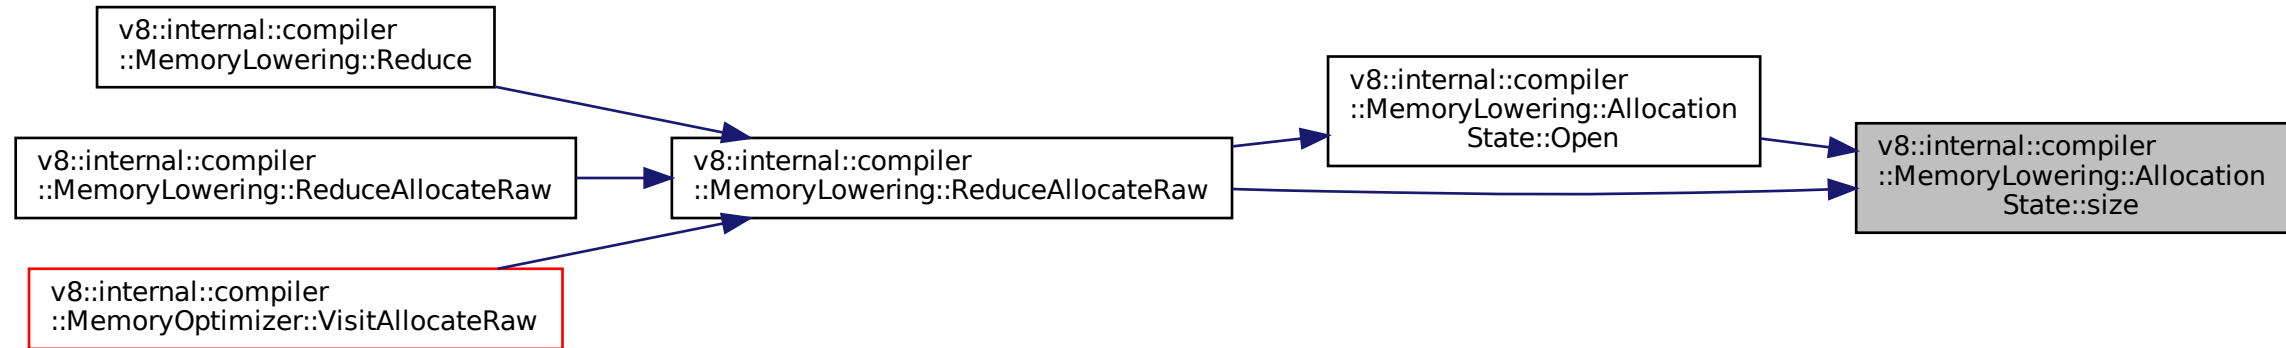 v8::internal::compiler
::MemoryLowering::Reduce
v8::internal::compiler
::MemoryLowering::ReduceAllocateRaw
v8::internal::compiler
::MemoryOptimizer::VisitAllocateRaw
v8::internal::compiler
::MemoryLowering::ReduceAllocateRaw
v8::internal::compiler
::MemoryLowering::Allocation
State::Open
v8::internal::compiler
::MemoryLowering::Allocation
State::size